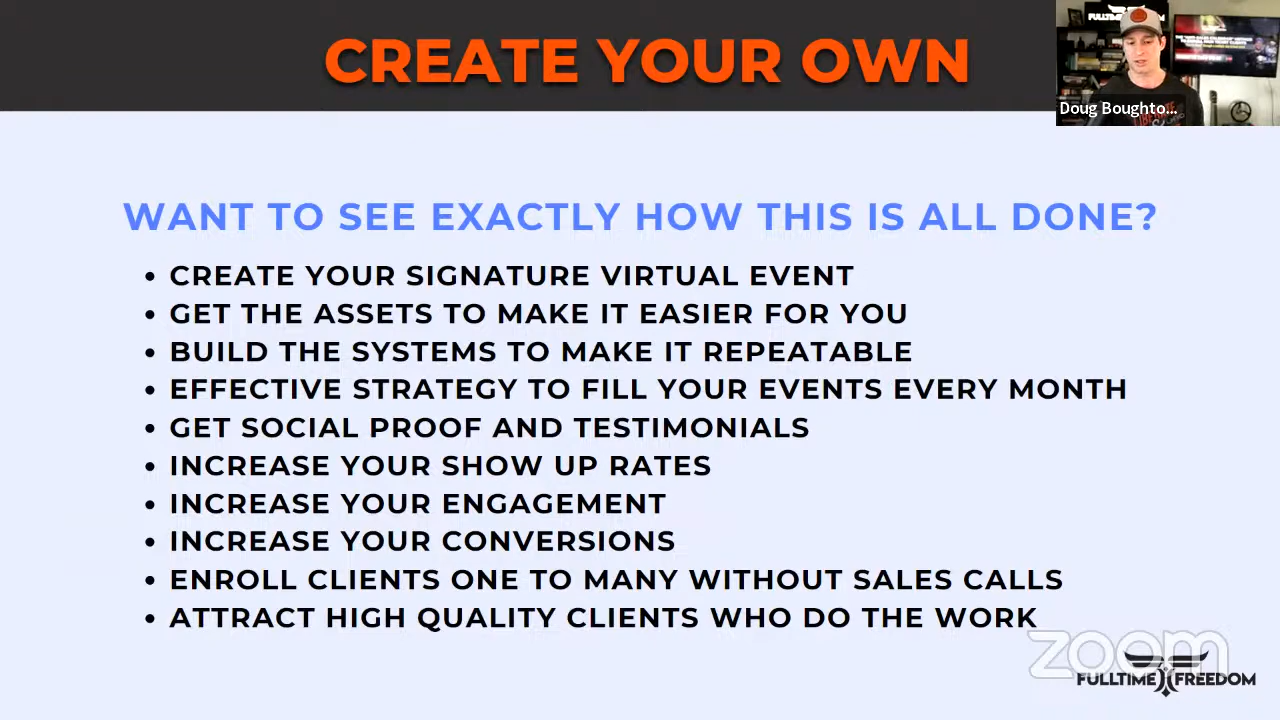 CREATE YOUR OWN
FULLTIME FREEDOM
Doug Boughto...
WANT TO SEE EXACTLY HOW THIS IS ALL DONE?
• CREATE YOUR SIGNATURE VIRTUAL EVENT
• GET THE ASSETS TO MAKE IT EASIER FOR YOU
• BUILD THE SYSTEMS TO MAKE IT REPEATABLE
• EFFECTIVE STRATEGY TO FILL YOUR EVENTS EVERY MONTH
• GET SOCIAL PROOF AND TESTIMONIALS
• INCREASE YOUR SHOW UP RATES
• INCREASE YOUR ENGAGEMENT
• INCREASE YOUR CONVERSIONS
• ENROLL CLIENTS ONE TO MANY WITHOUT SALES CALLS
• ATTRACT HIGH QUALITY CLIENTS WHO DO THE WORK
zoom
FULLTIME FREEDOM